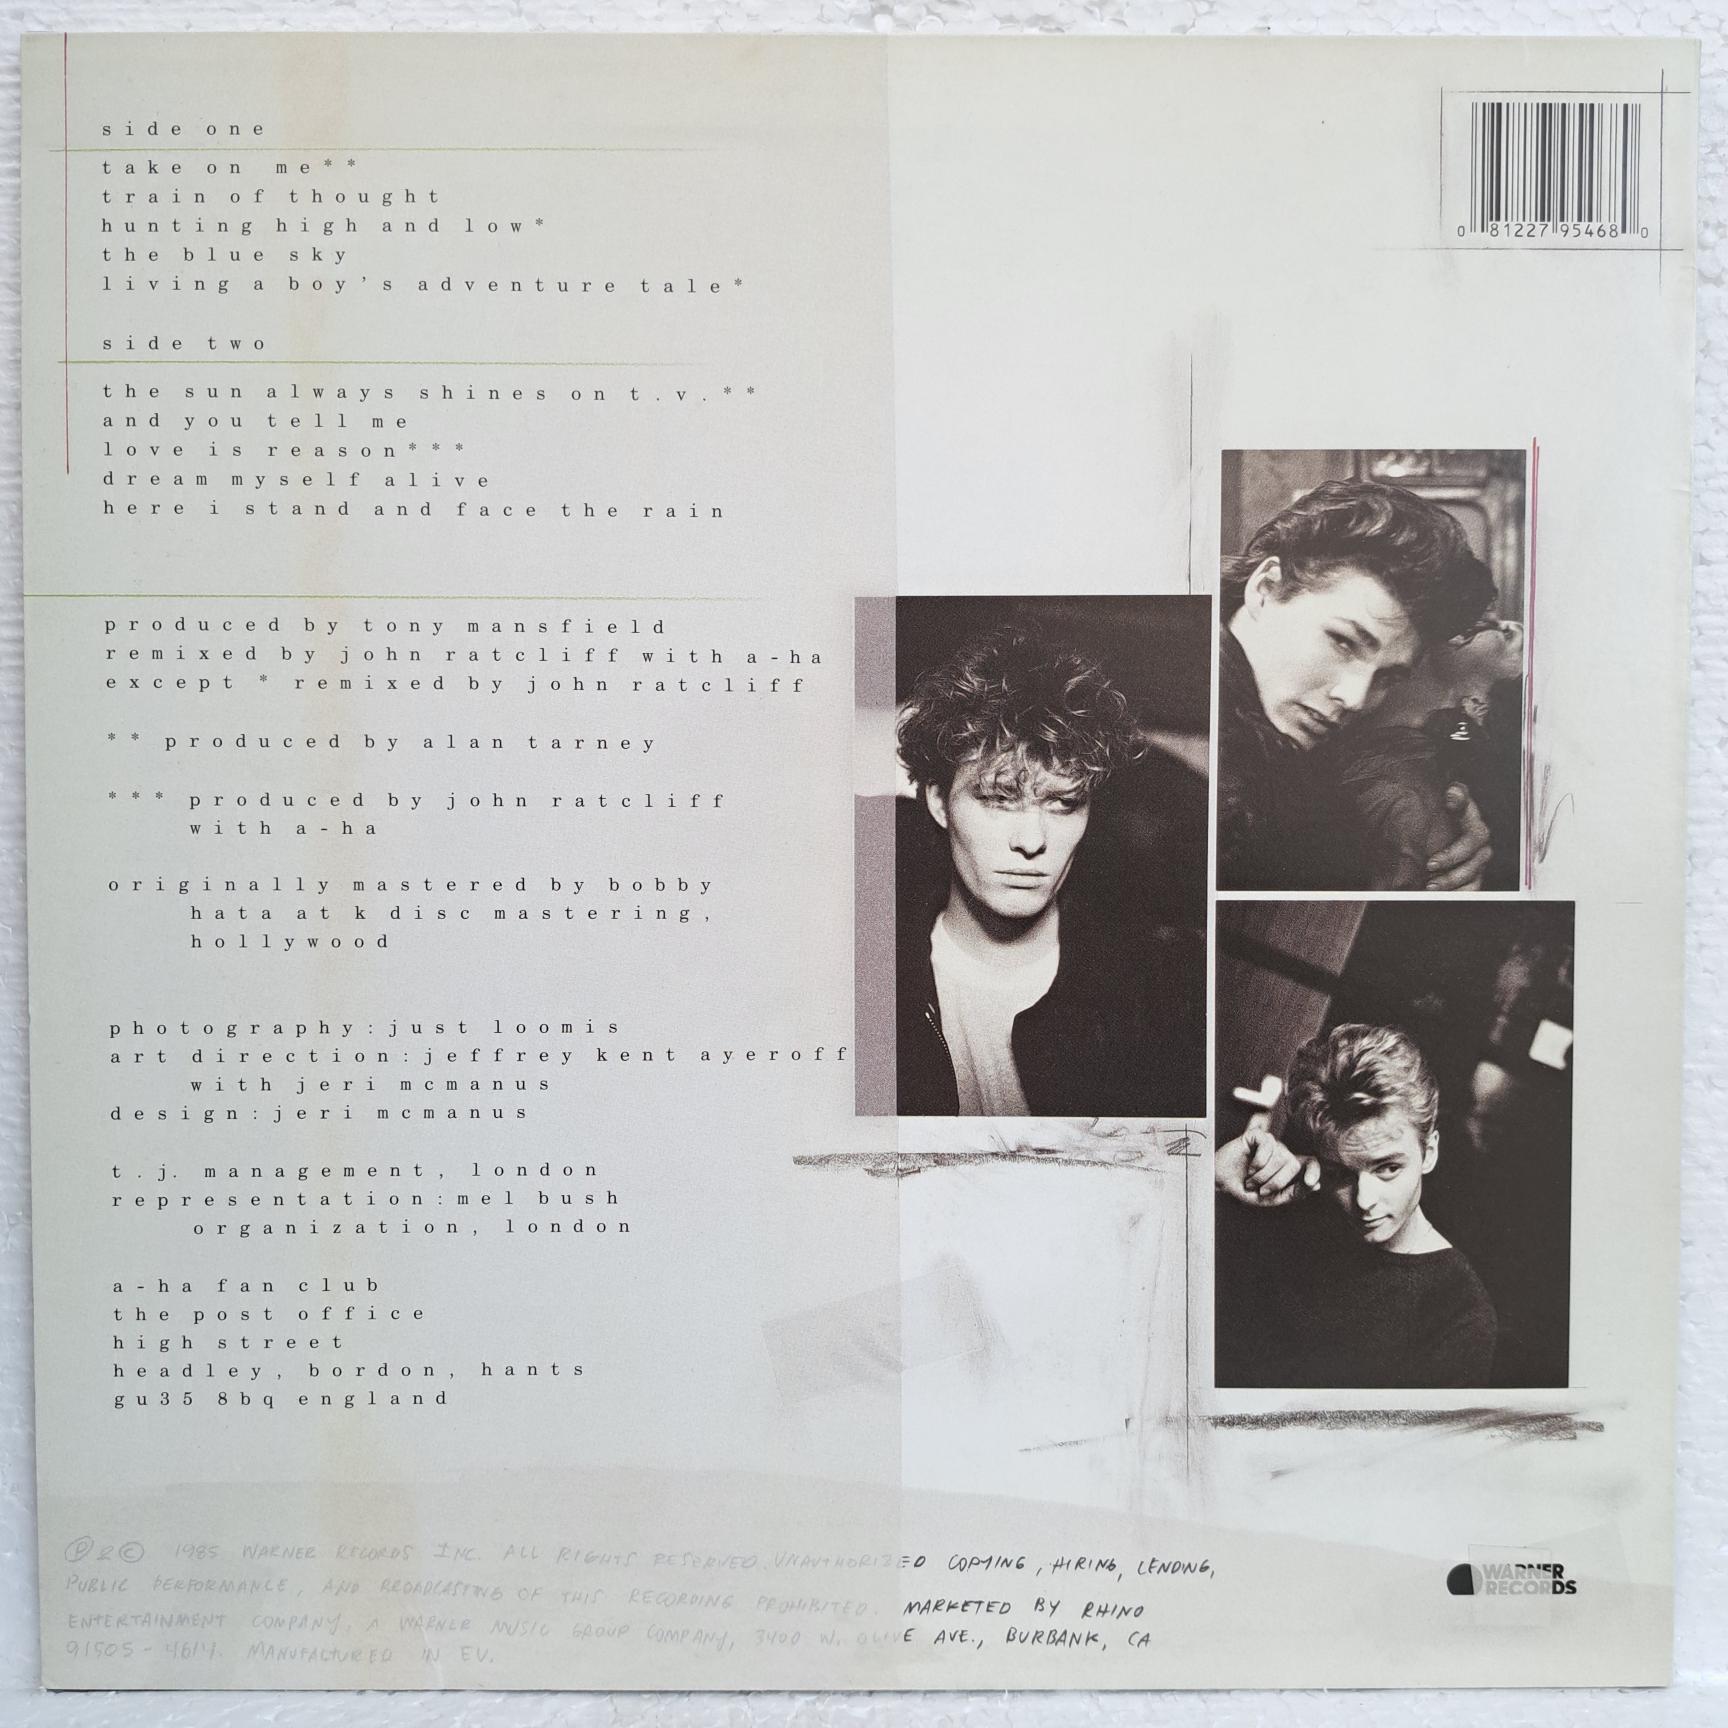 side one
take on me**
train of thought
hunting high and low*
the blue sky
living a boy's adventure tale*
side two
the sun always shines on t.v.**
and you tell me
love is reason***
dream myself alive
here i stand and face the rain
produced by tony mansfield
remixed by john ratcliff with a-ha
except * remixed by john ratcliff
** produced by alan tarney
*** produced by john ratcliff
with a-ha
originally mastered by bobby
hata at k disc mastering,
hollywood
photography:just loomis
art direction:jeffrey kent ayeroff
with jeri mcmanus
design:jeri mcmanus
t.j. management, london
representation:mel bush
organization, london
a-ha fan club
the post office
high street
headley, bordon, hants
gu35 8bq england
0 81227 95468 0
℗&© 1985 WARNER RECORDS INC. ALL RIGHTS RESERVED. UNAUTHORIZED COPYING, HIRING, LENDING,
PUBLIC PERFORMANCE, AND BROADCASTING OF THIS RECORDING PROHIBITED. MARKETED BY RHINO
ENTERTAINMENT COMPANY, A WARNER MUSIC GROUP COMPANY, 3400 W. OLIVE AVE., BURBANK, CA
91505-4614. MANUFACTURED IN EU.
WARNER
RECORDS